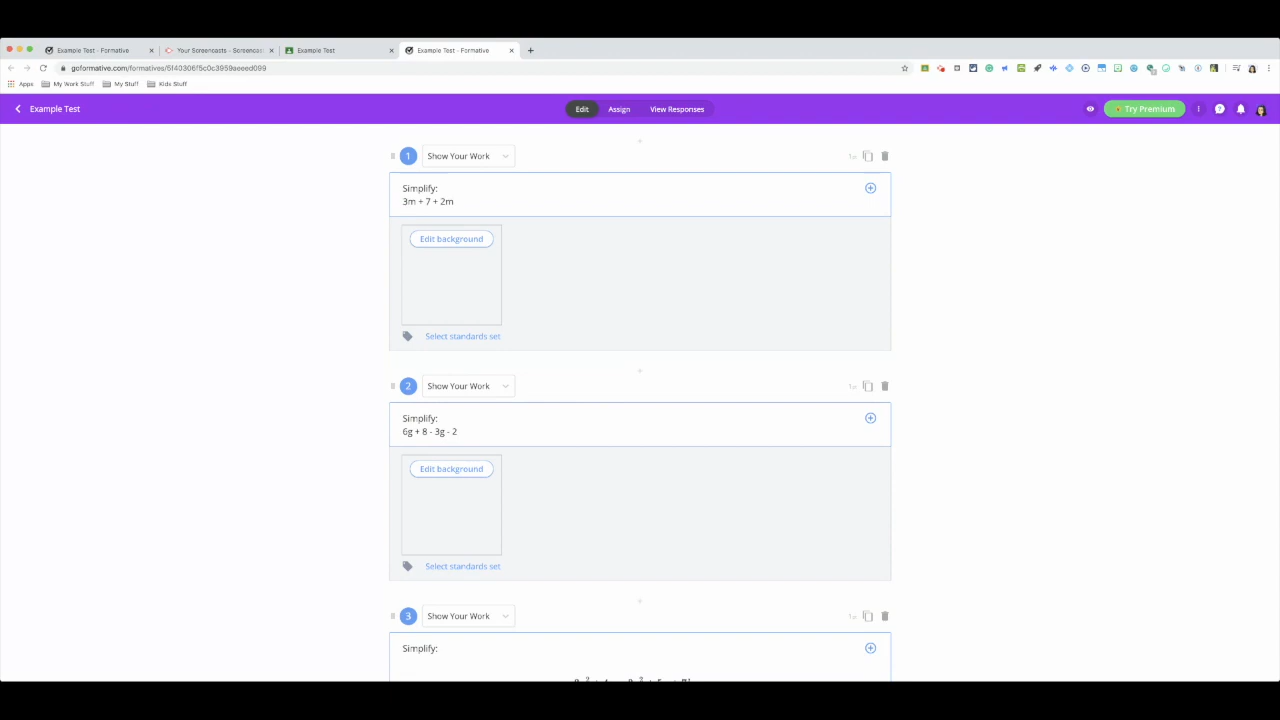 Example Test - Formative
Your Screencasts - Screencas
Example Test
Example Test - Formative
goformative.com/formatives/5f40306f5c0c3959aeeed099
Apps
My Work Stuff
My Stuff
Kids Stuff
Example Test
Edit
Assign
View Responses
Try Premium
1
Show Your Work
Simplify:
3m + 7 + 2m
Edit background
Select standards set
2
Show Your Work
Simplify:
6g + 8 - 3g - 2
Edit background
Select standards set
3
Show Your Work
Simplify: